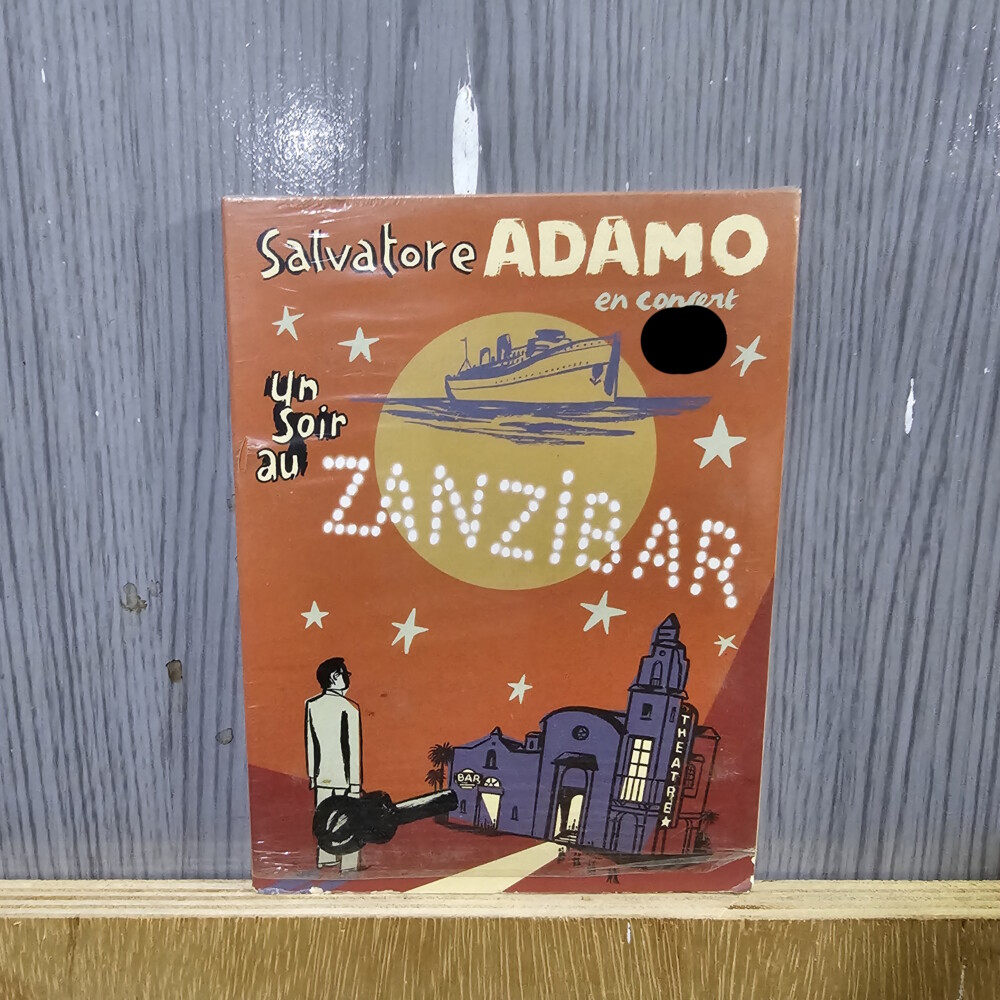 Salvatore ADAMO
en concert
un
Soir
au
ZANZiBAR
BAR
THEATRE